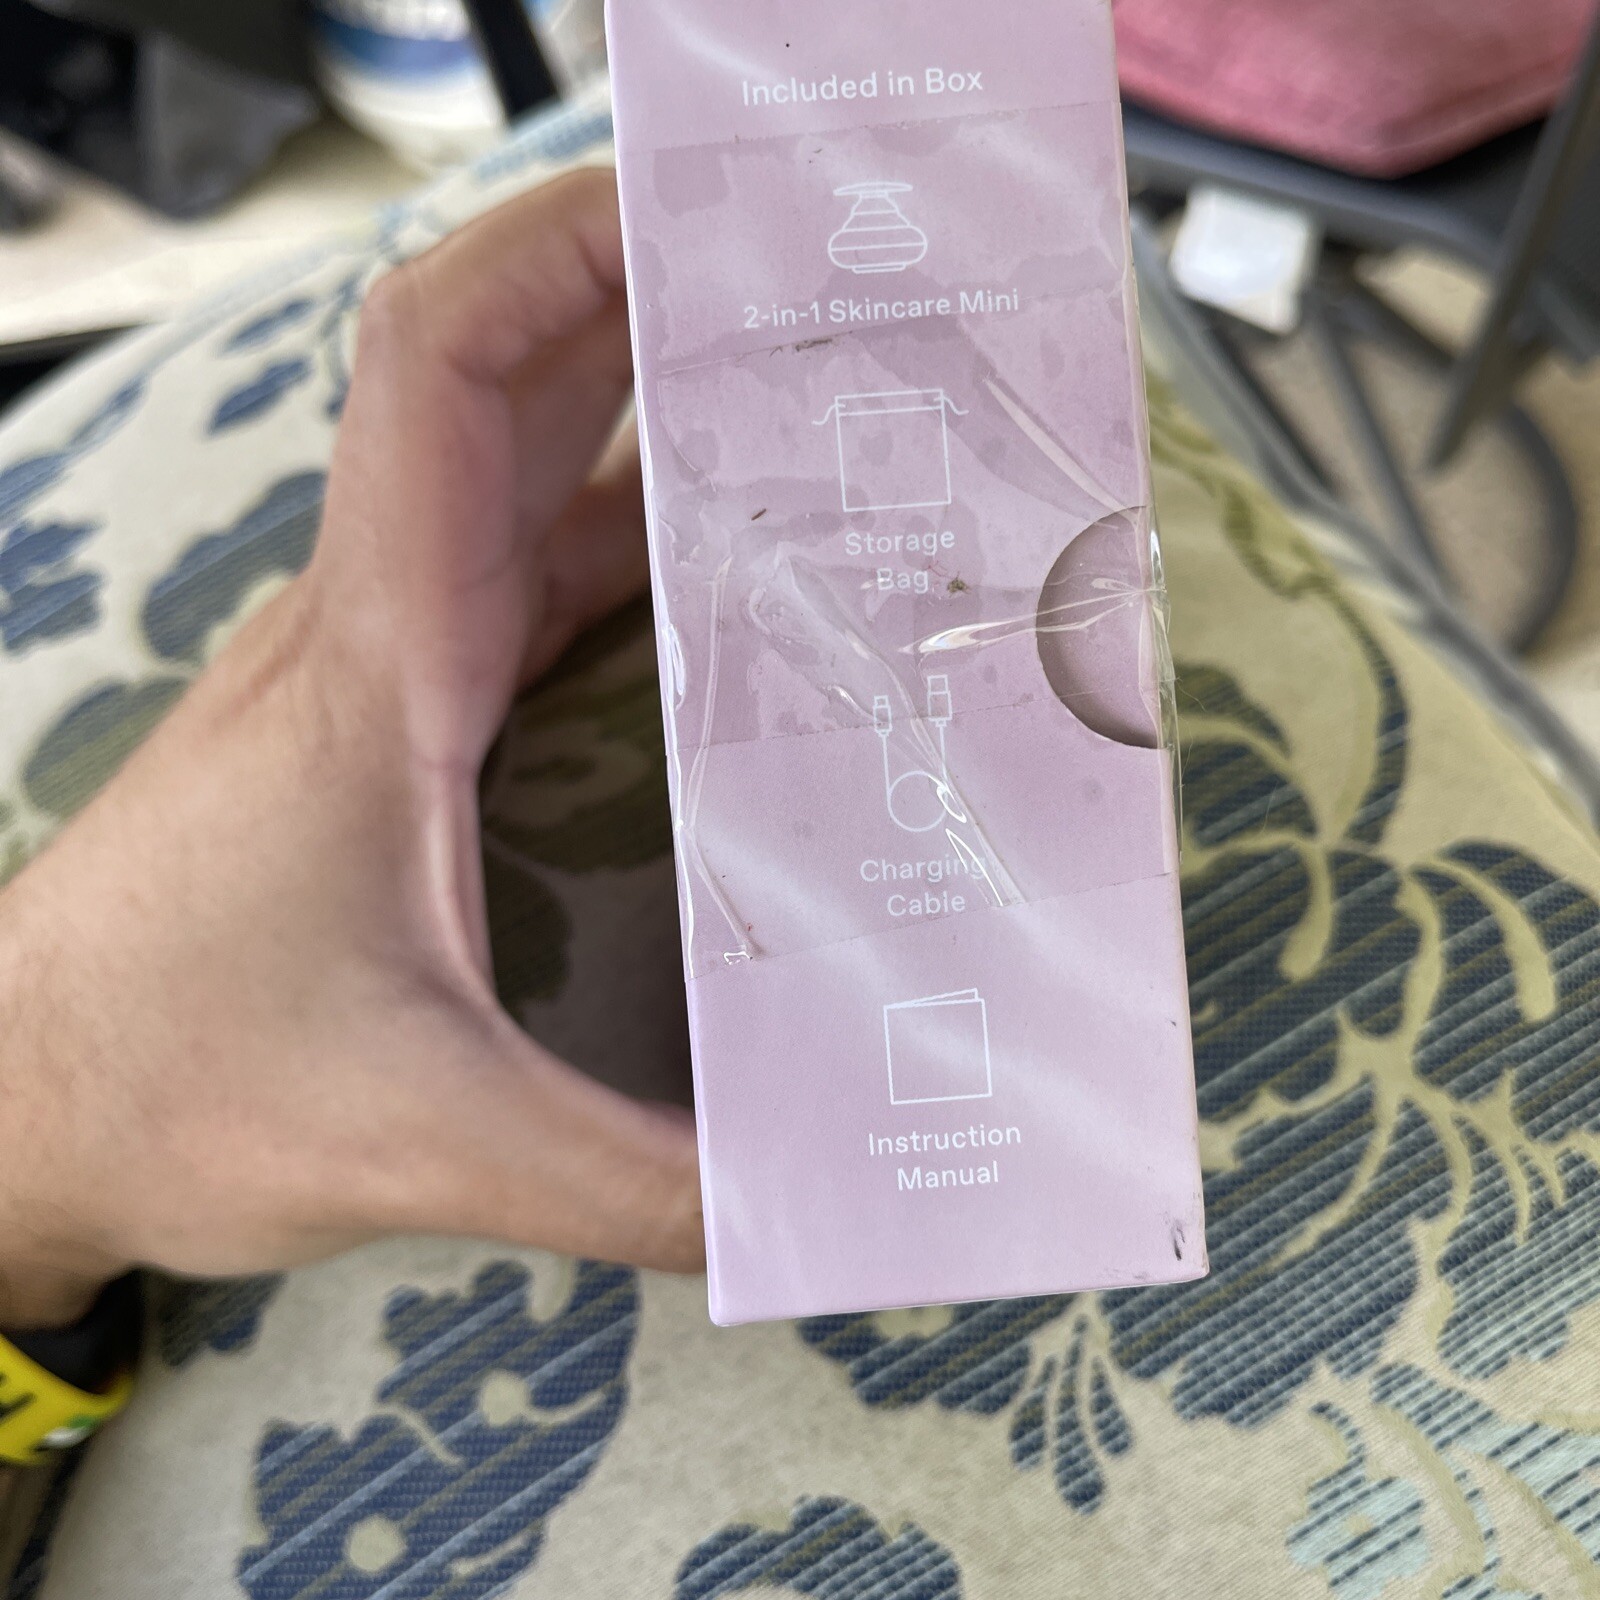 Included in Box
2-in-1 Skincare Mini
Storage
Bag
Charging
Cable
Instruction
Manual